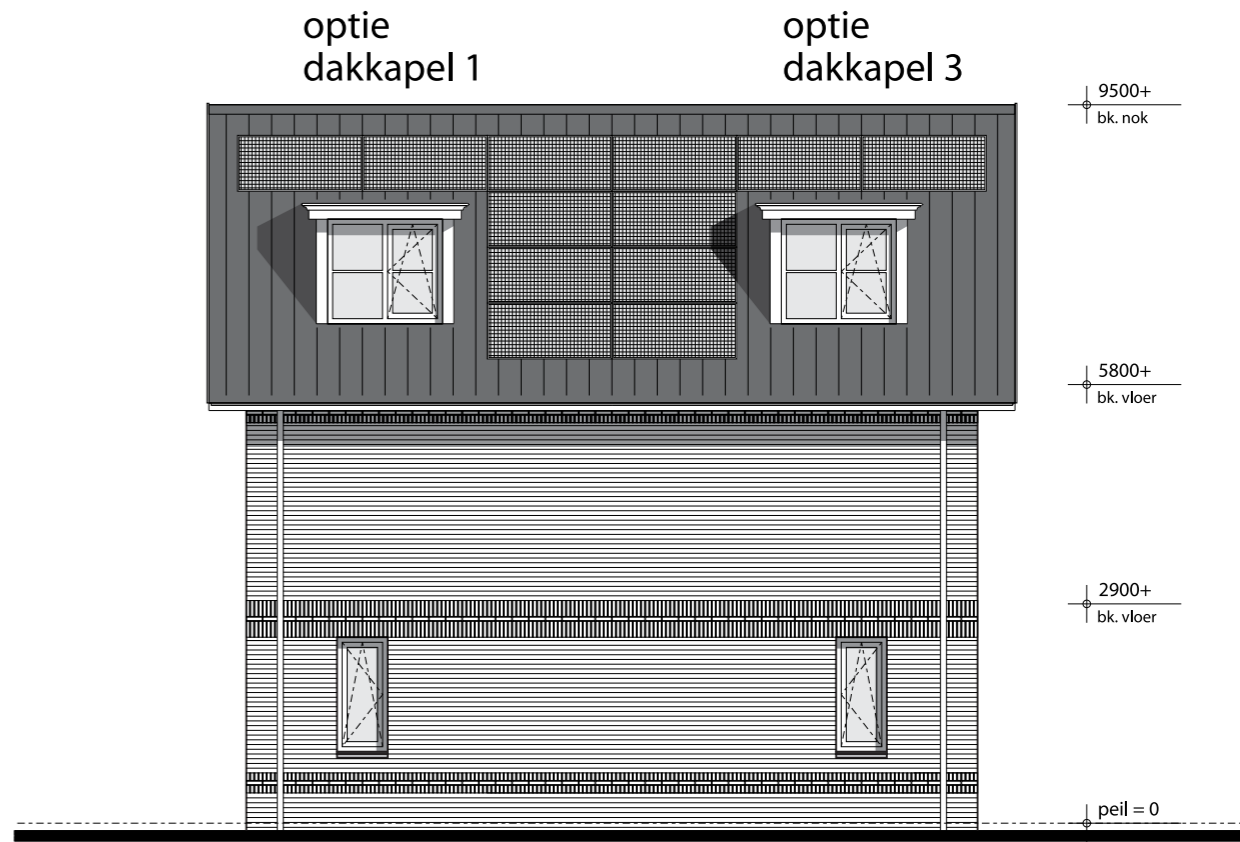 optie
dakkapel 1
optie
dakkapel 3
9500+
bk. nok
5800+
bk. vloer
2900+
bk. vloer
peil = 0